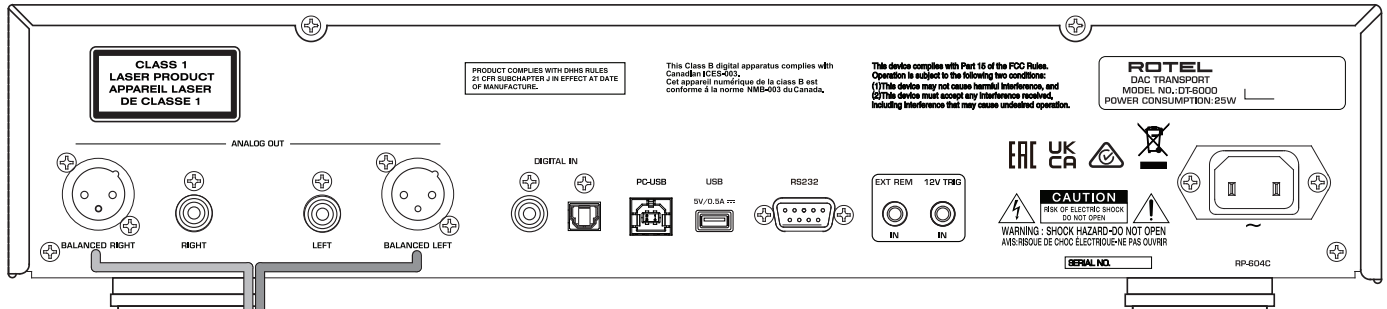 CLASS 1
LASER PRODUCT
APPAREIL LASER
DE CLASSE 1
PRODUCT COMPLIES WITH DHHS RULES
21 CFR SUBCHAPTER J IN EFFECT AT DATE
OF MANUFACTURE.
This Class B digital apparatus complies with
Canadian ICES-003.
Cet appareil numérique de la class B est
conforme á la norme NMB-003 du Canada.
This device complies with Part 15 of the FCC Rules.
Operation is subject to the following two conditions:
(1)This device may not cause harmful interference, and
(2)This device must accept any interference received,
including interference that may cause undesired operation.
ROTEL
DAC TRANSPORT
MODEL NO.:DT-6000
POWER CONSUMPTION:25W
ANALOG OUT
BALANCED RIGHT
RIGHT
LEFT
BALANCED LEFT
DIGITAL IN
PC-USB
USB
5V/0.5A
RS232
EXT REM
12V TRIG
IN
IN
EAC
UK
CA
CAUTION
RISK OF ELECTRIC SHOCK
DO NOT OPEN
WARNING : SHOCK HAZARD-DO NOT OPEN
AVIS:RISQUE DE CHOC ÉLECTRIQUE-NE PAS OUVRIR
SERIAL NO.
~
RP-604C